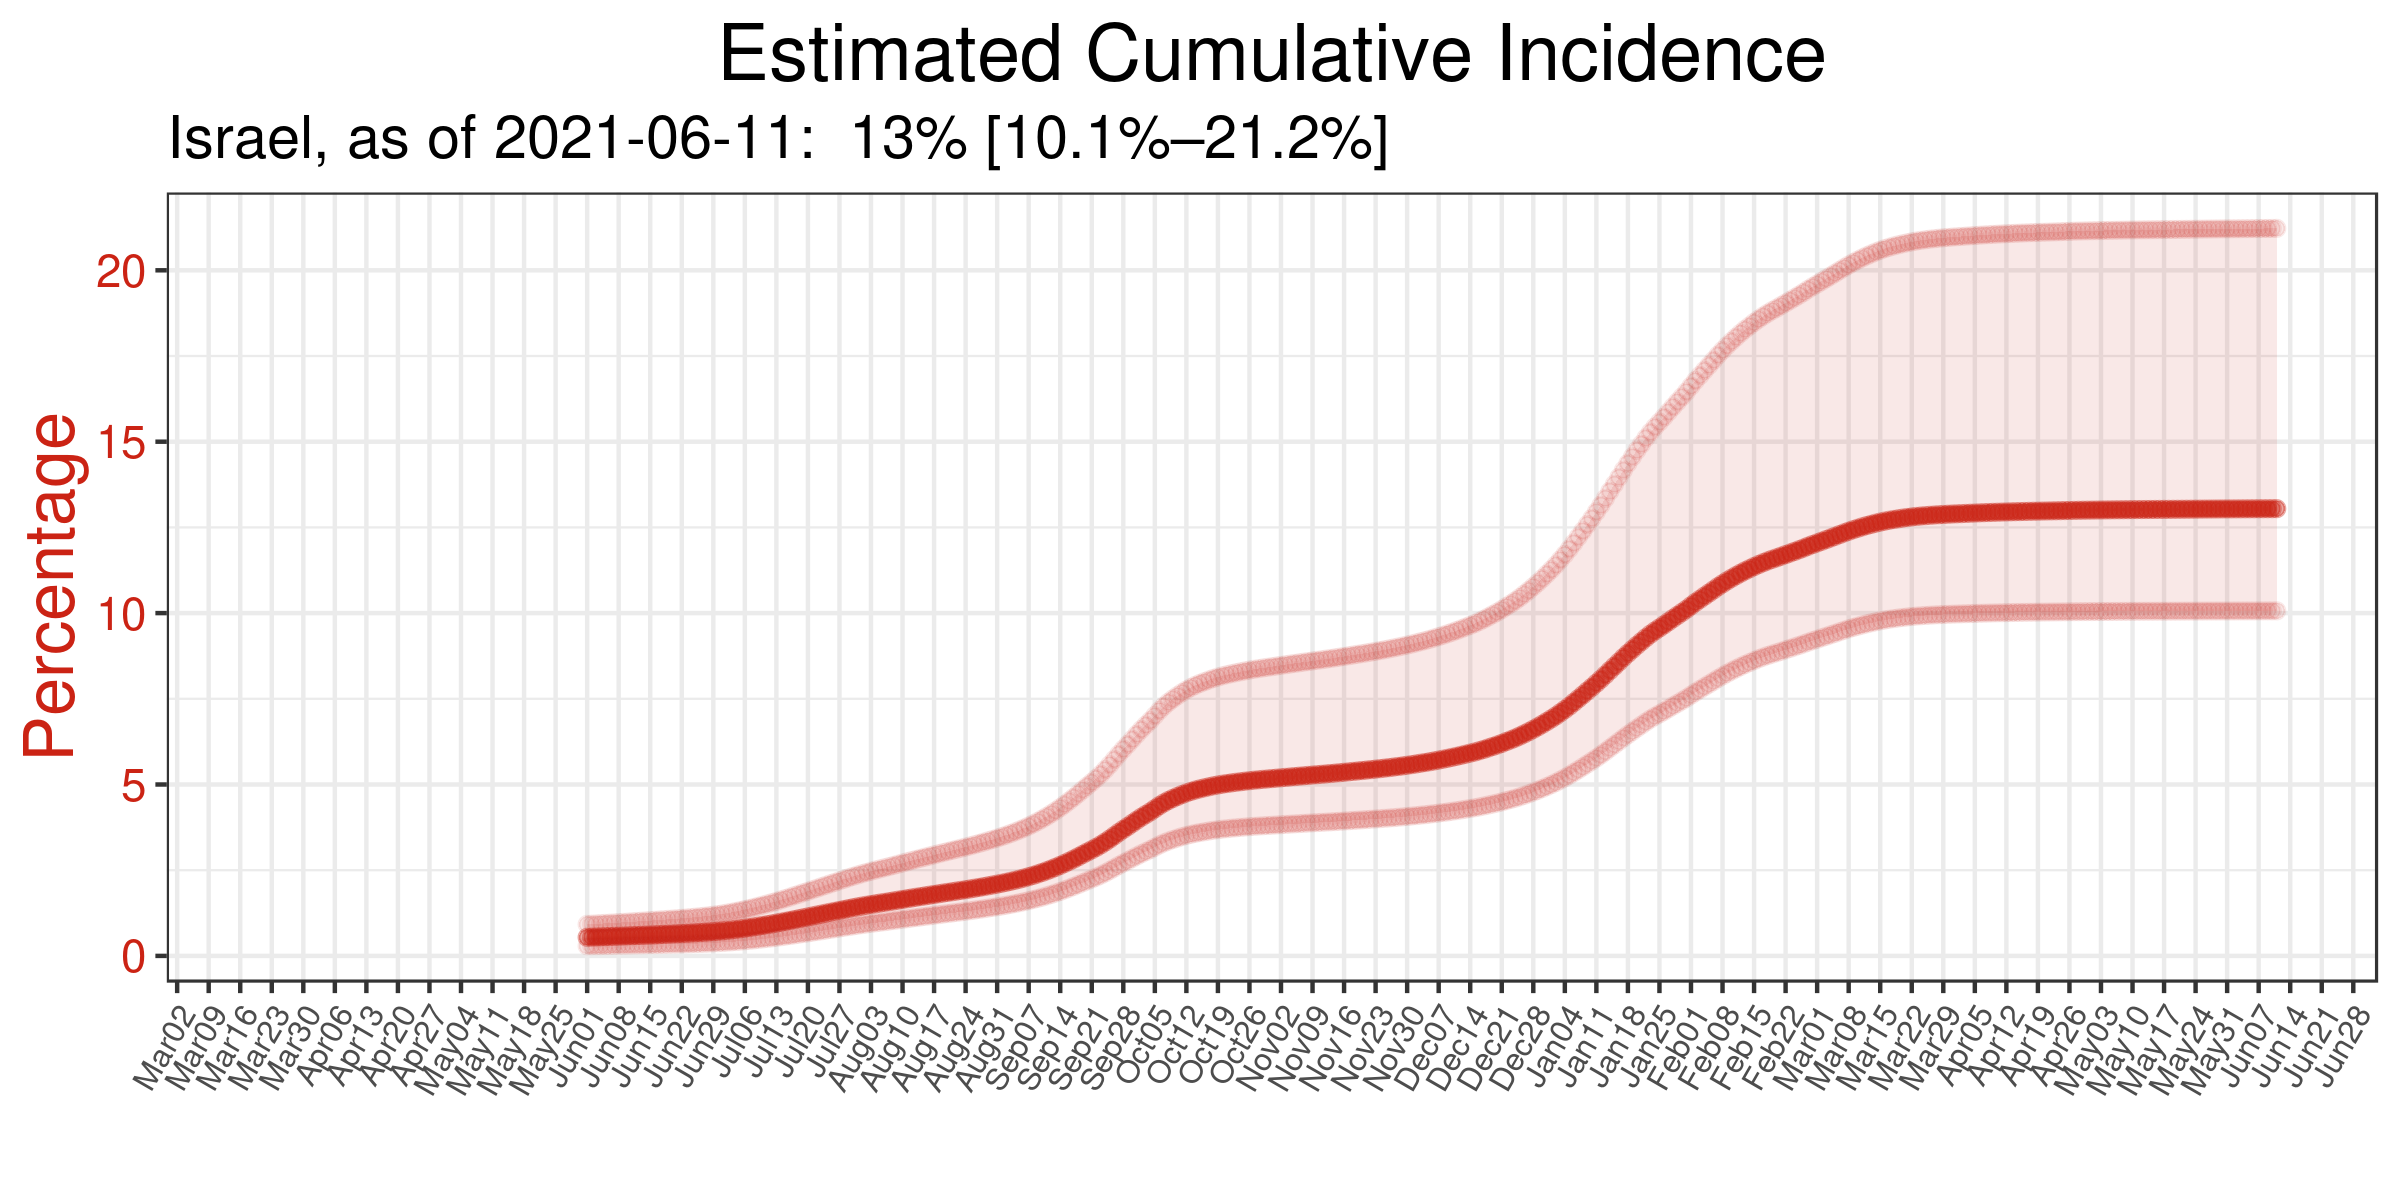 Estimated Cumulative Incidence
Israel, as of 2021-06-11:  13% [10.1%–21.2%]
Percentage
20
15
10
5
0
Mar02
Mar09
Mar16
Mar23
Mar30
Apr06
Apr13
Apr20
Apr27
May04
May11
May18
May25
Jun01
Jun08
Jun15
Jun22
Jun29
Jul06
Jul13
Jul20
Jul27
Aug03
Aug10
Aug17
Aug24
Aug31
Sep07
Sep14
Sep21
Sep28
Oct05
Oct12
Oct19
Oct26
Nov02
Nov09
Nov16
Nov23
Nov30
Dec07
Dec14
Dec21
Dec28
Jan04
Jan11
Jan18
Jan25
Feb01
Feb08
Feb15
Feb22
Mar01
Mar08
Mar15
Mar22
Mar29
Apr05
Apr12
Apr19
Apr26
May03
May10
May17
May24
May31
Jun07
Jun14
Jun21
Jun28